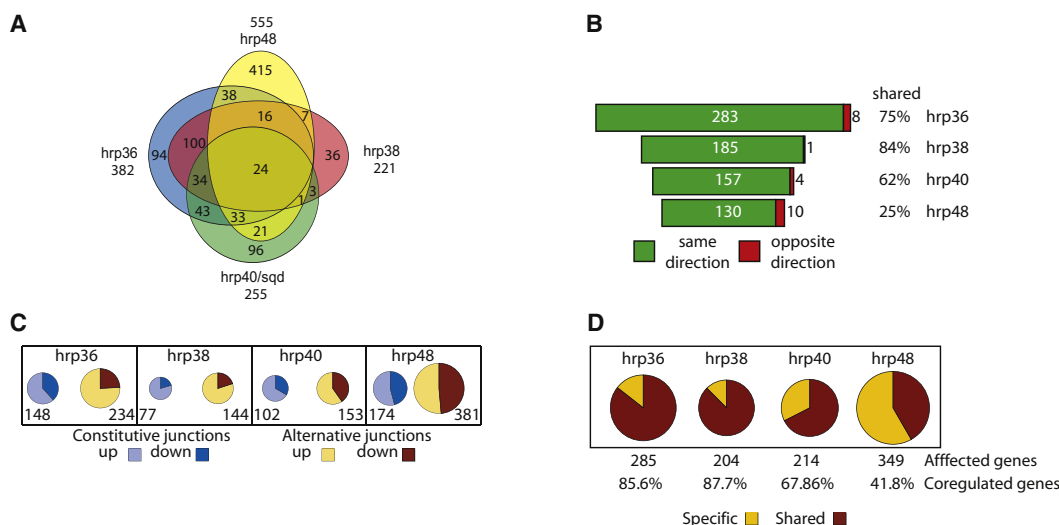 A
555
hrp48
415
38
16
7
100
hrp36
382
94
36
hrp38
221
24
34
3
1
43
33
21
96
hrp40/sqd
255
B
shared
283
8
75%
hrp36
185
1
84%
hrp38
157
4
62%
hrp40
130
10
25%
hrp48
same
direction
opposite
direction
C
hrp36
hrp38
hrp40
hrp48
148
234
77
144
102
153
174
381
Constitutive junctions
up
down
Alternative junctions
up
down
D
hrp36
hrp38
hrp40
hrp48
285
204
214
349
Afffected genes
85.6%
87.7%
67.86%
41.8%
Coregulated genes
Specific
Shared